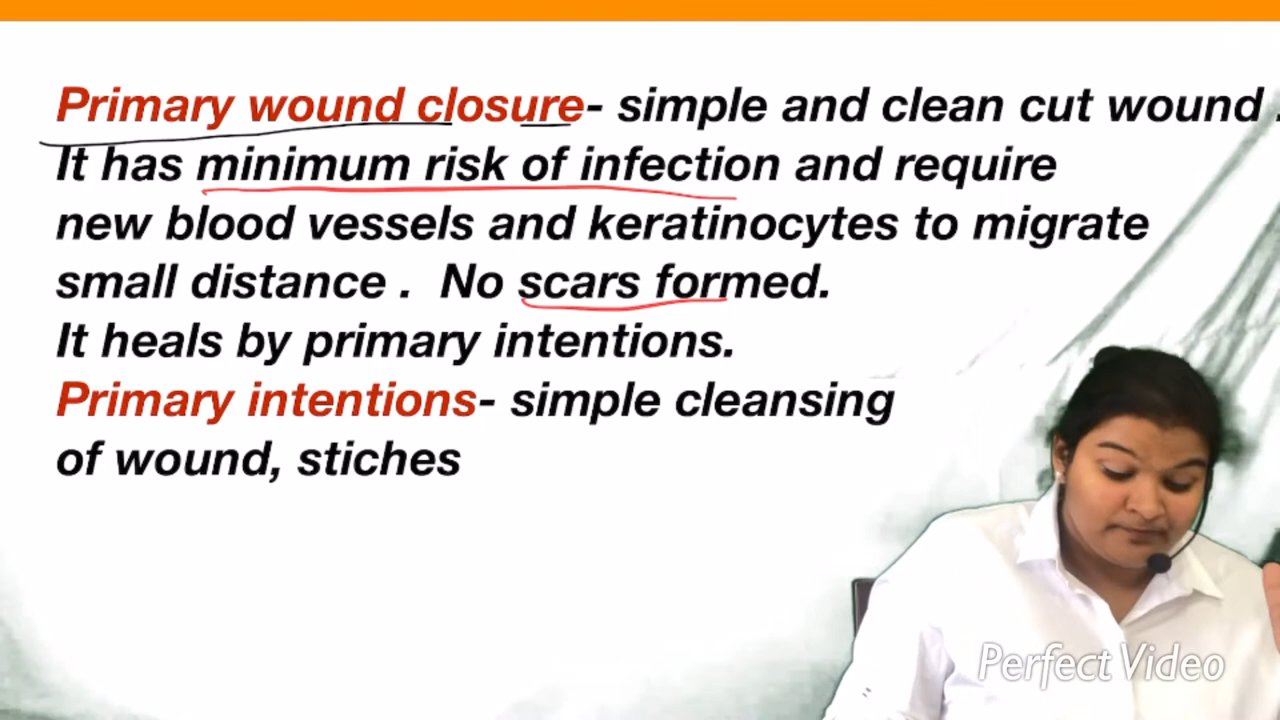 Primary wound closure- simple and clean cut wound .
It has minimum risk of infection and require
new blood vessels and keratinocytes to migrate
small distance . No scars formed.
It heals by primary intentions.
Primary intentions- simple cleansing
of wound, stiches
Perfect Video